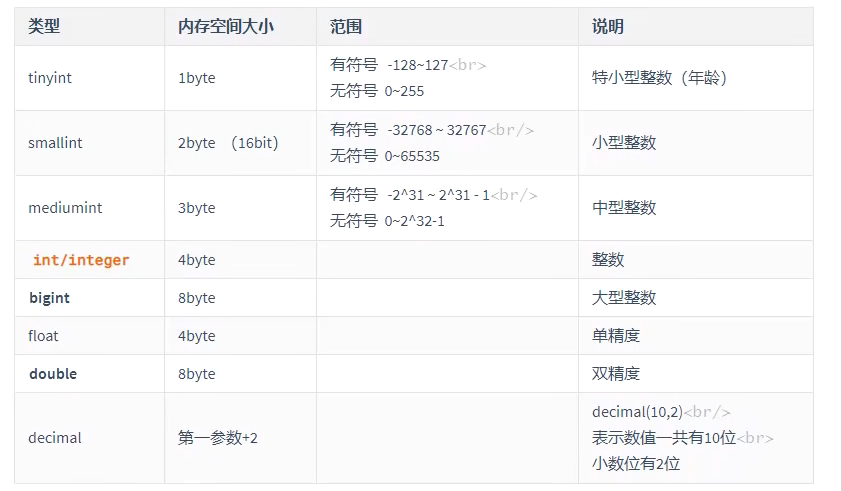 类型 内存空间大小 范围 说明
tinyint 1byte 有符号 -128~127<br> 特小型整数（年龄）
无符号 0~255
smallint 2byte （16bit） 有符号 -32768 ~ 32767<br/> 小型整数
无符号 0~65535
mediumint 3byte 有符号 -2^31 ~ 2^31 - 1<br/> 中型整数
无符号 0~2^32-1
int/integer 4byte 整数
bigint 8byte 大型整数
float 4byte 单精度
double 8byte 双精度
decimal 第一参数+2 decimal(10,2)<br/>
表示数值一共有10位<br>
小数位有2位